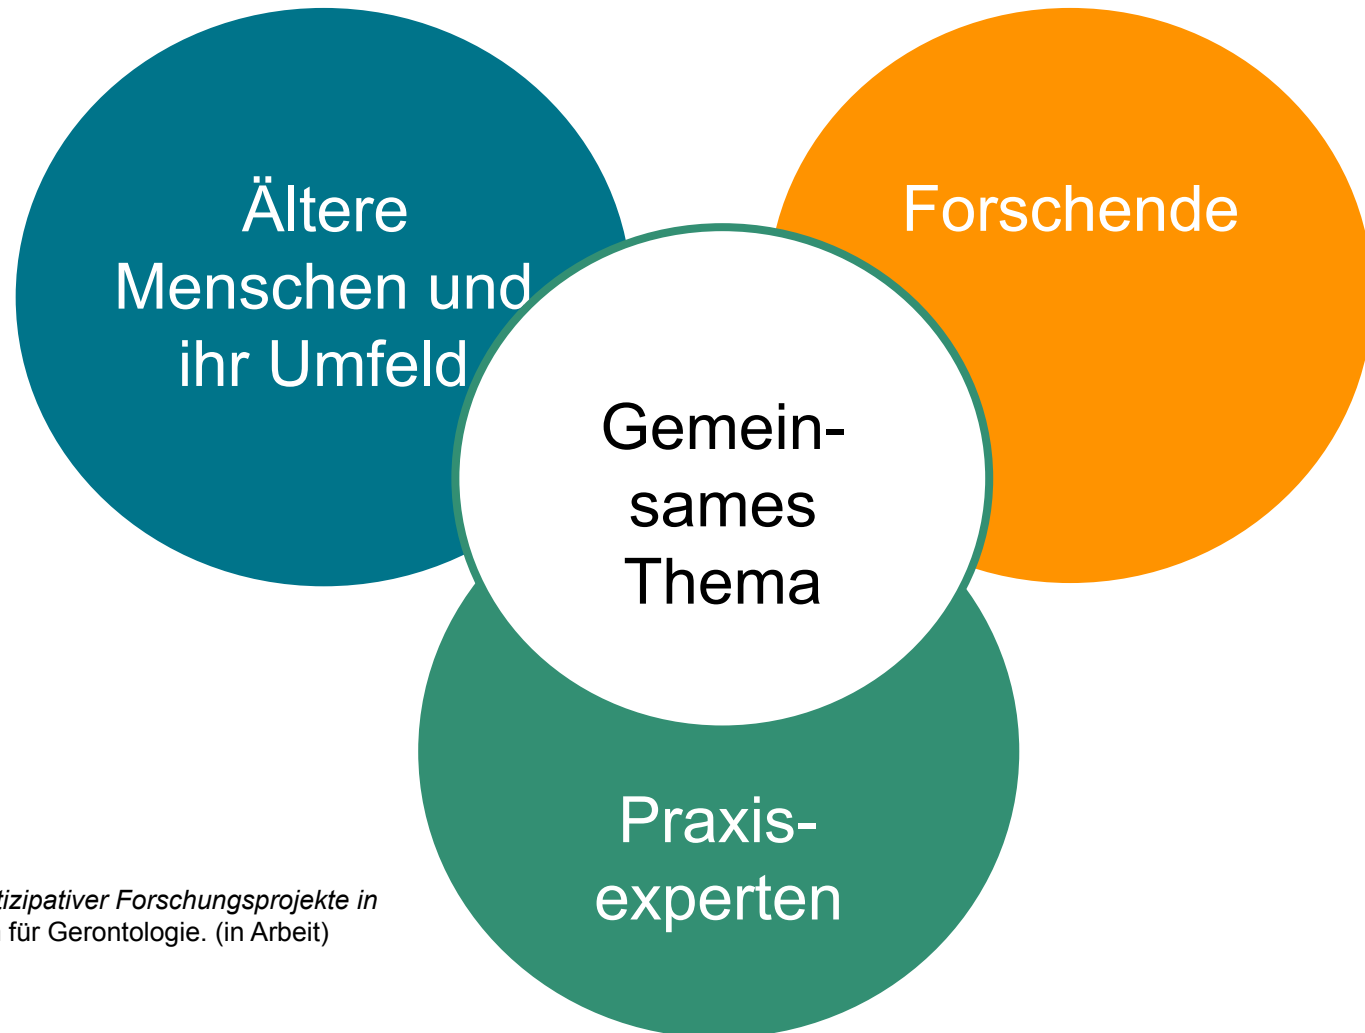 Ältere
Menschen und
ihr Umfeld
Forschende
Gemein-
sames
Thema
Praxis-
experten
tizipativer Forschungsprojekte in
für Gerontologie. (in Arbeit)